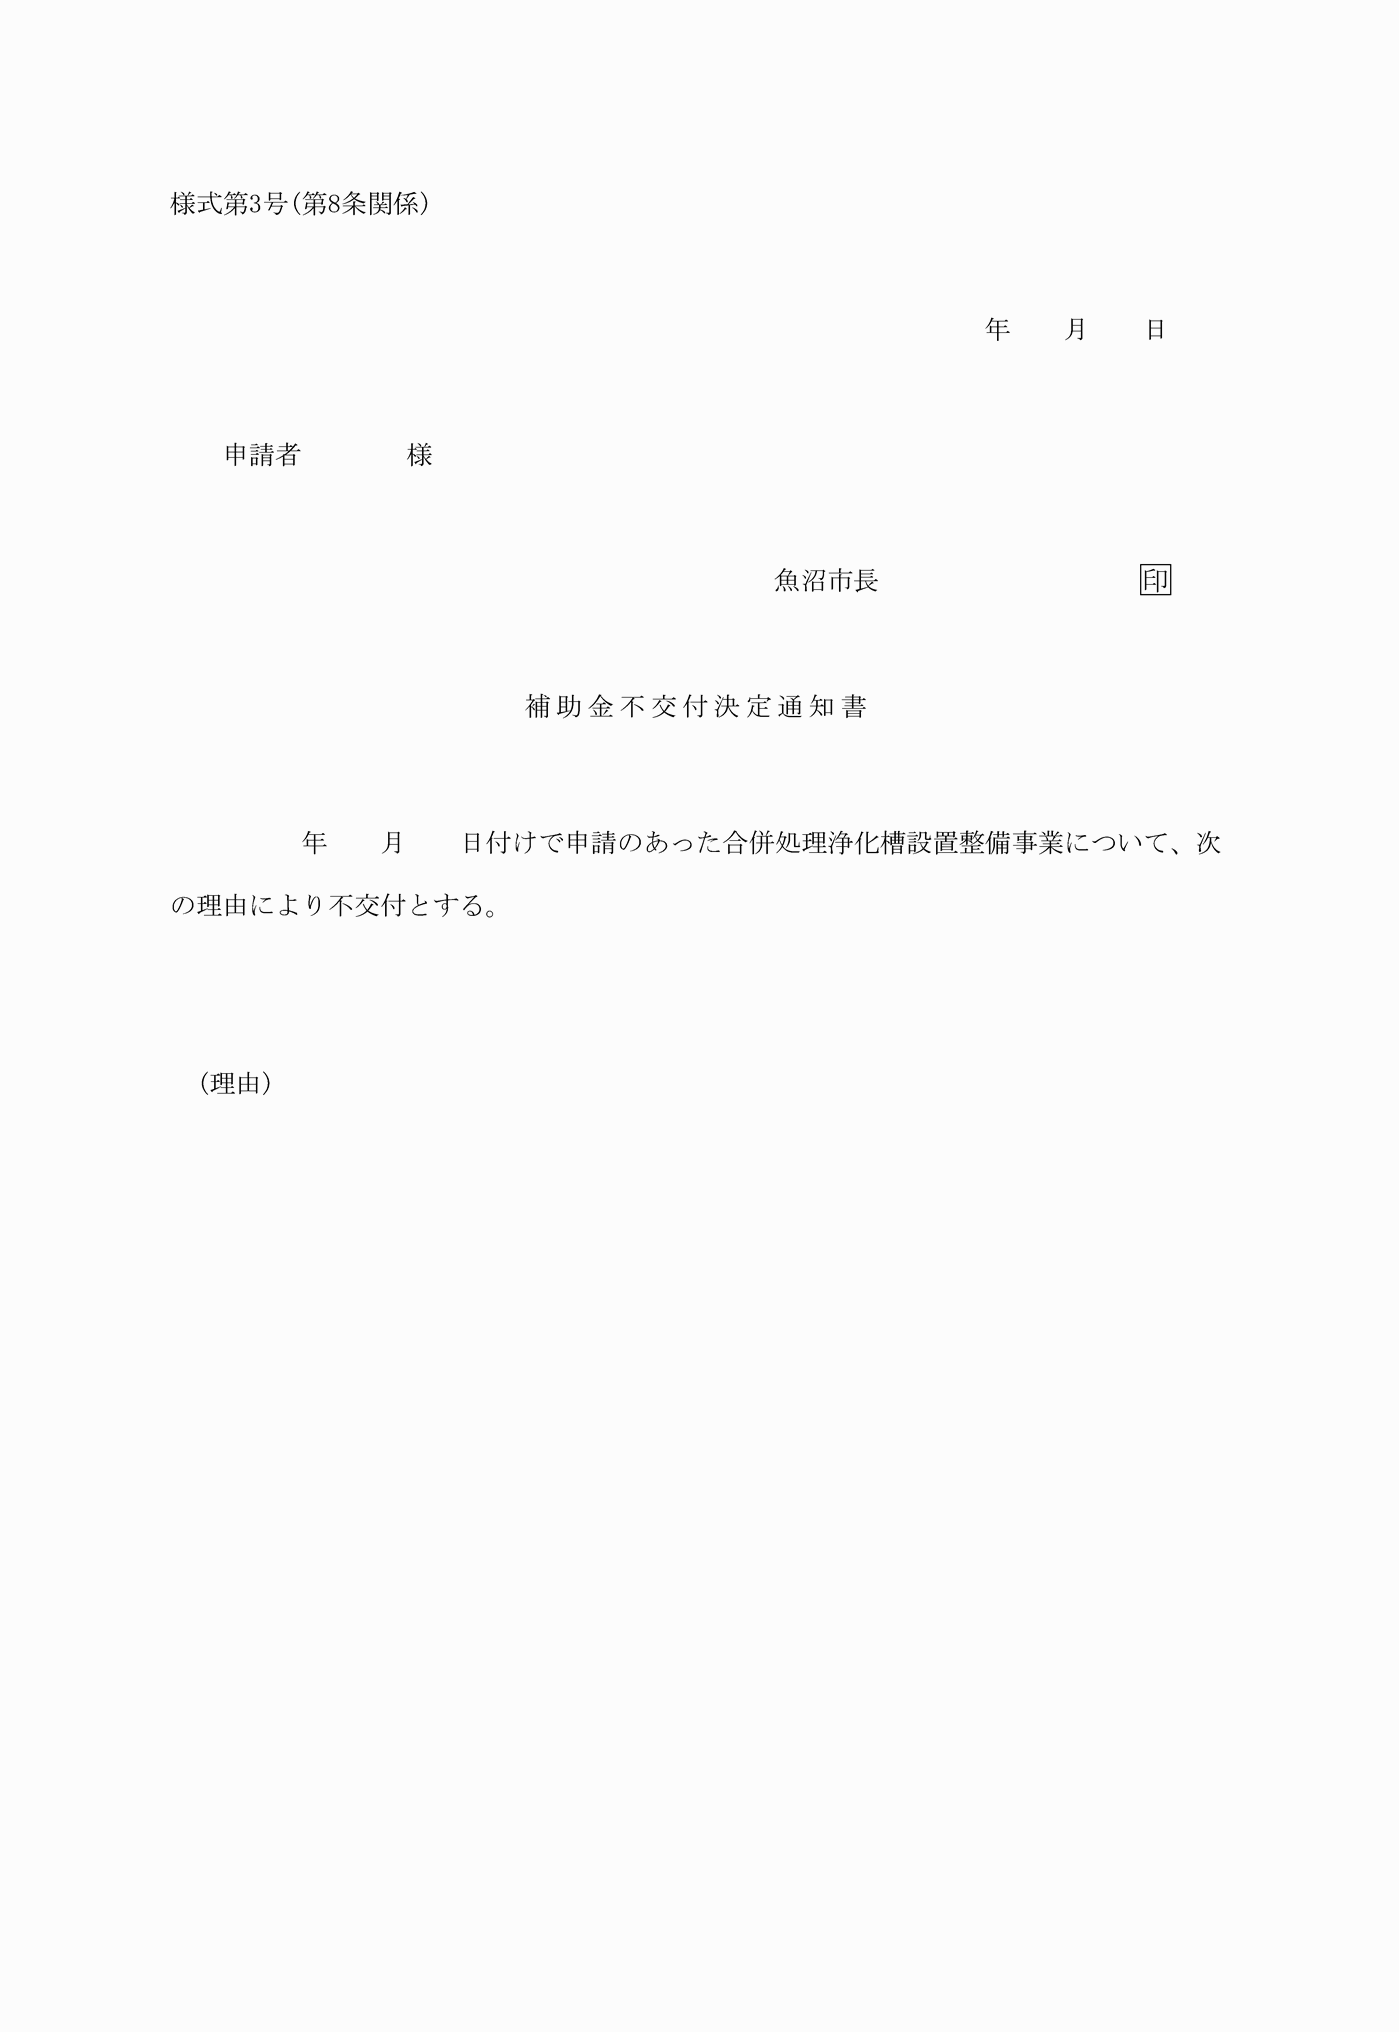 様式第3号(第8条関係)
年　　月　　日
申請者　　　　様
魚沼市長　　　　　　　　　　印
補助金不交付決定通知書
年　　月　　日付けで申請のあった合併処理浄化槽設置整備事業について、次
の理由により不交付とする。
(理由)